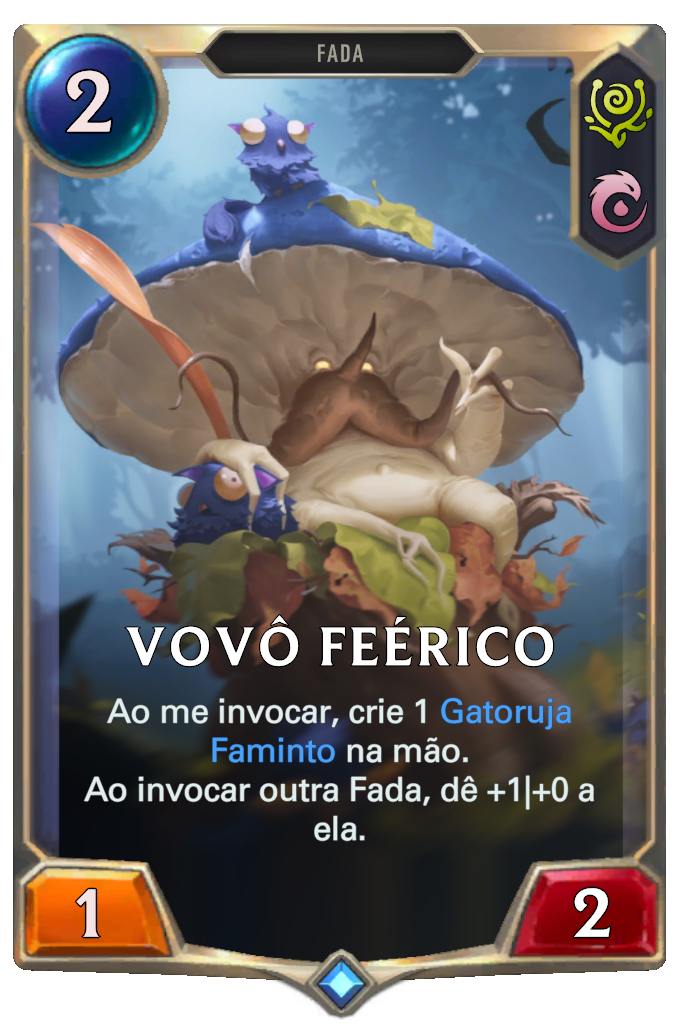 2
FADA
VOVÔ FEÉRICO
Ao me invocar, crie 1 Gatoruja
Faminto na mão.
Ao invocar outra Fada, dê +1|+0 a
ela.
1
2